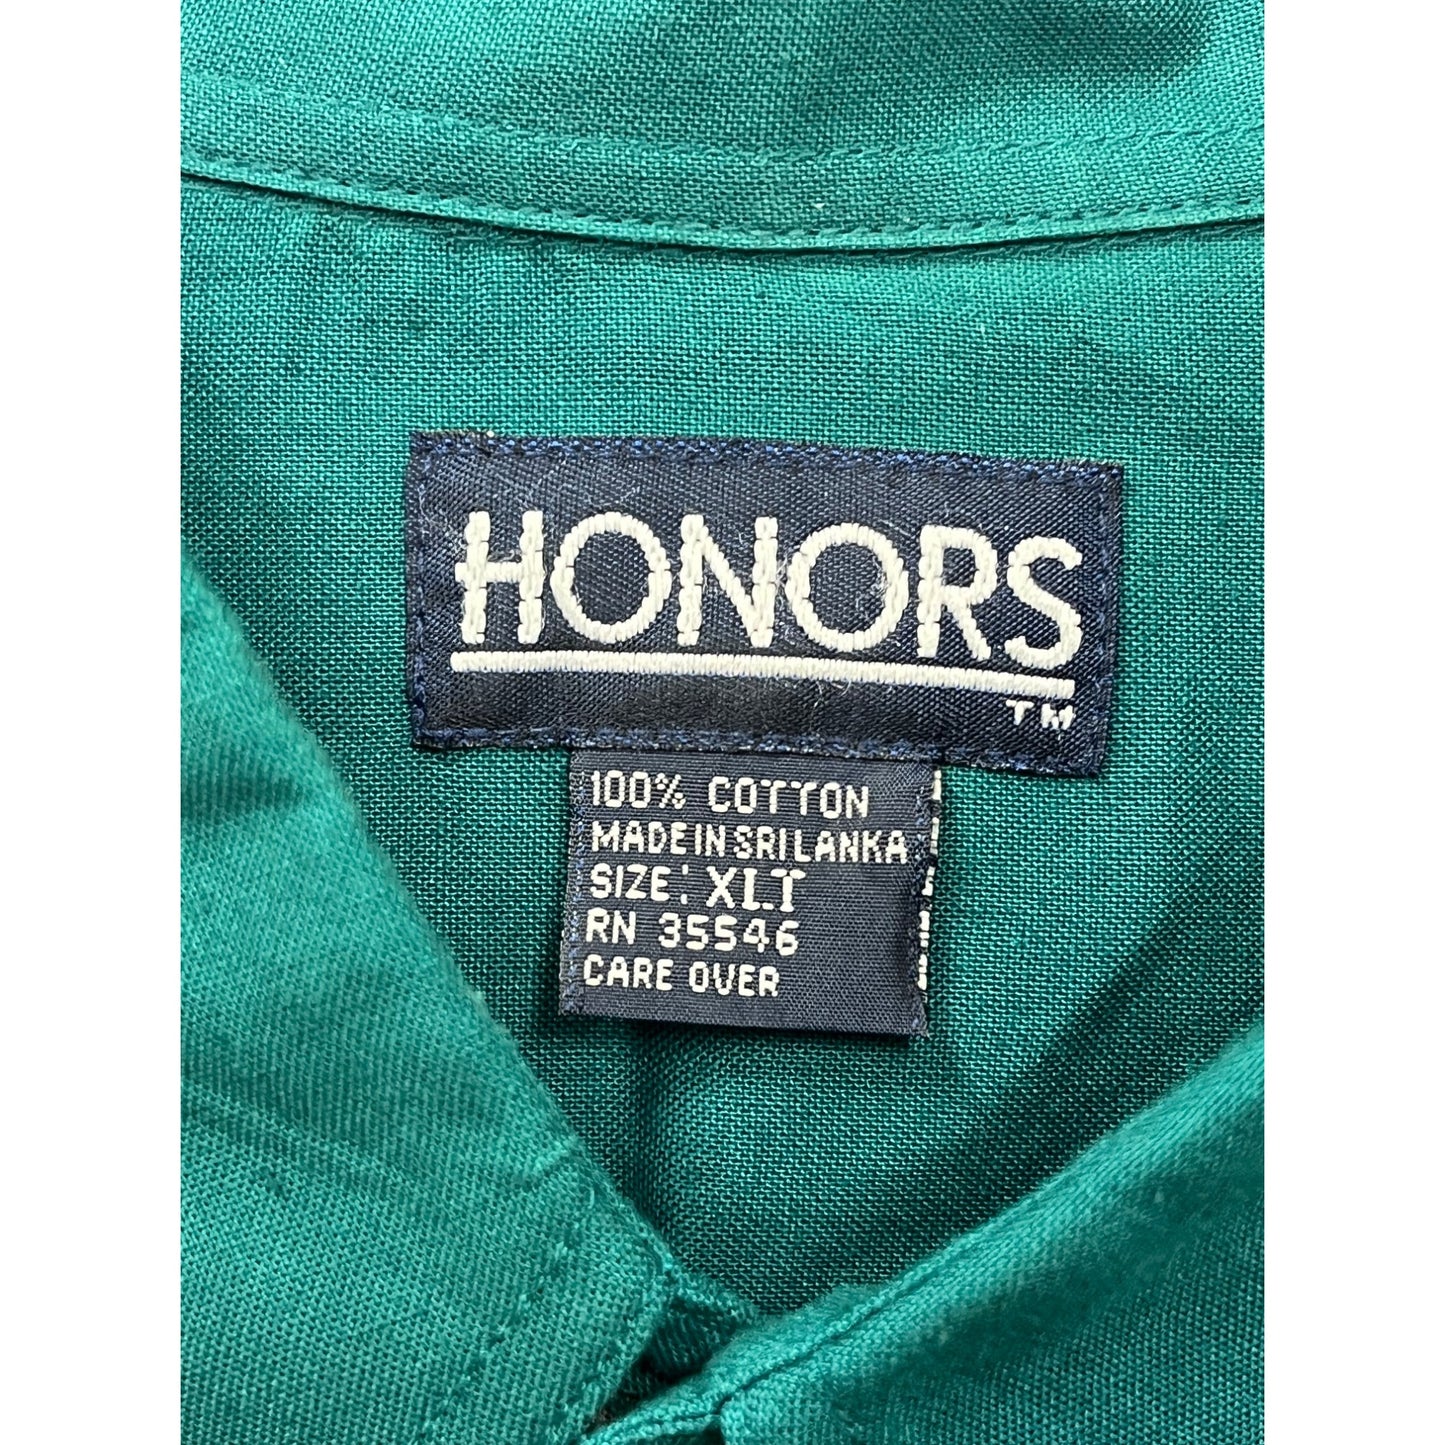 HONORS
TM
100% COTTON
MADE IN SRI LANKA
SIZE: XLT
RN 35546
CARE OVER